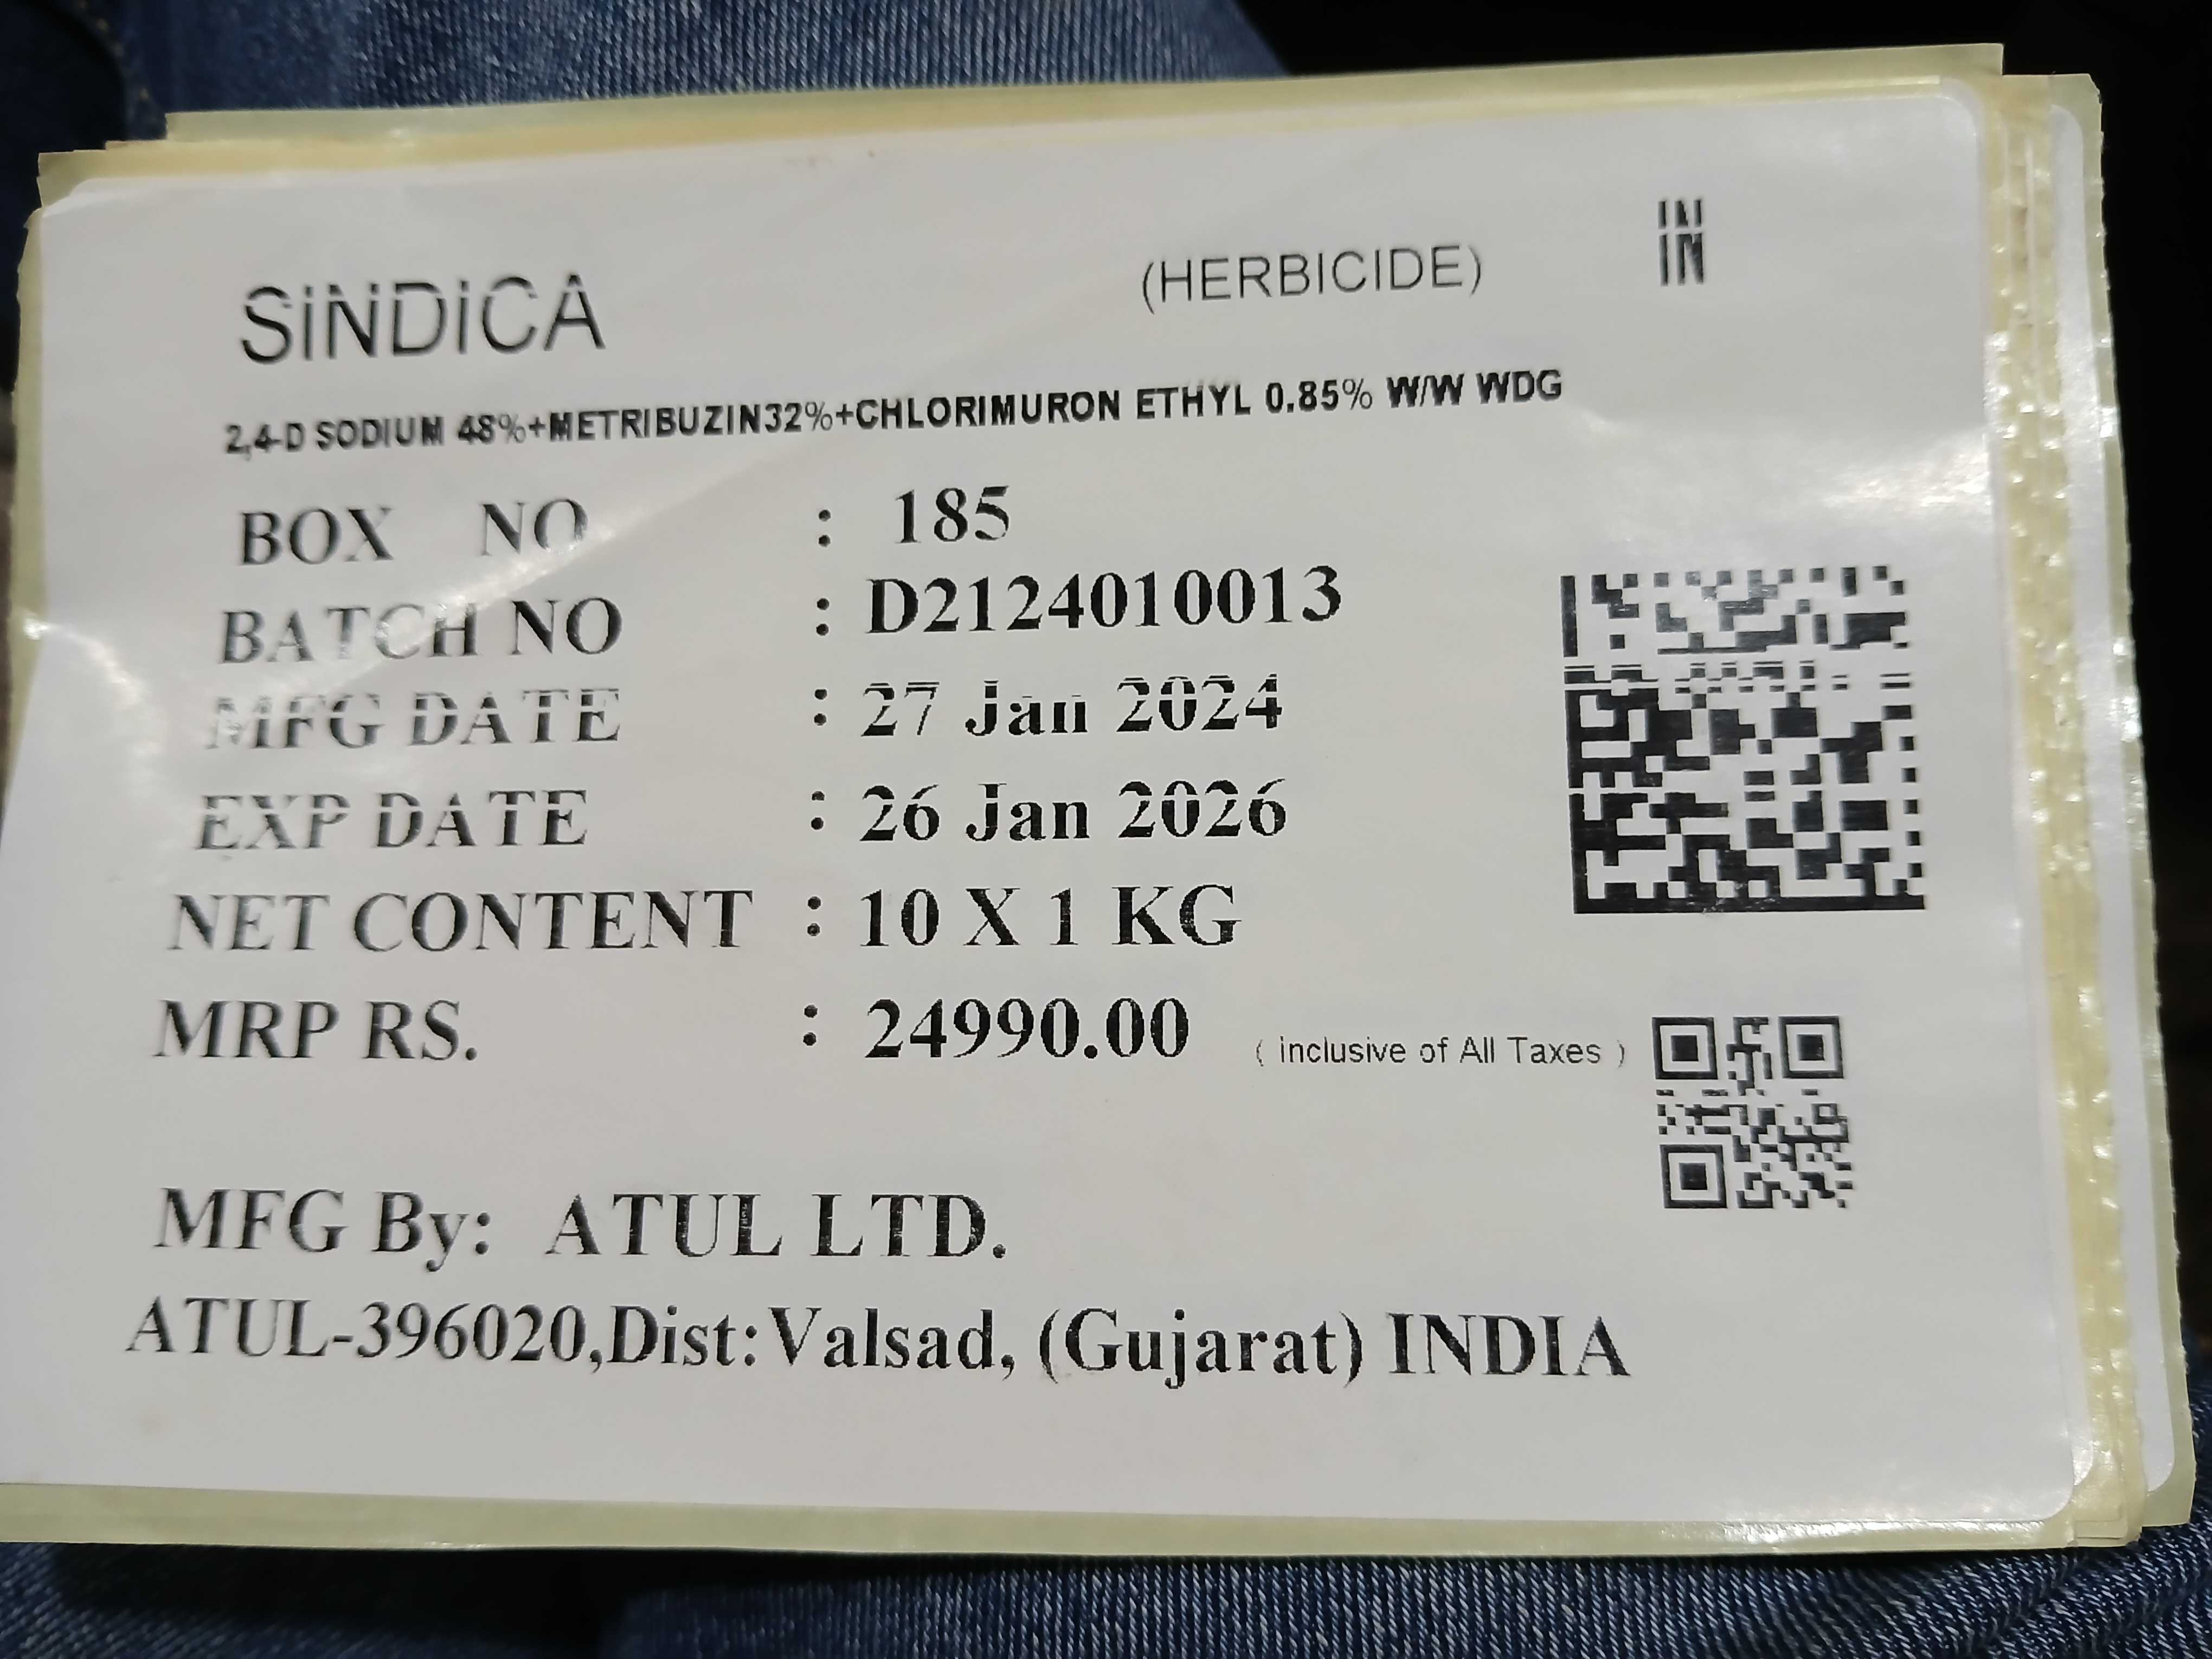 SiNDiCA (HERBICIDE) IN
IN
2,4-D SODIUM 48%+METRIBUZIN32%+CHLORIMURON ETHYL 0.85% W/W WDG
BOX NO : 185
BATCH NO : D2124010013
MFG DATE : 27 Jan 2024
EXP DATE : 26 Jan 2026
NET CONTENT : 10 X 1 KG
MRP RS. : 24990.00 ( inclusive of All Taxes )
MFG By: ATUL LTD.
ATUL-396020,Dist:Valsad, (Gujarat) INDIA